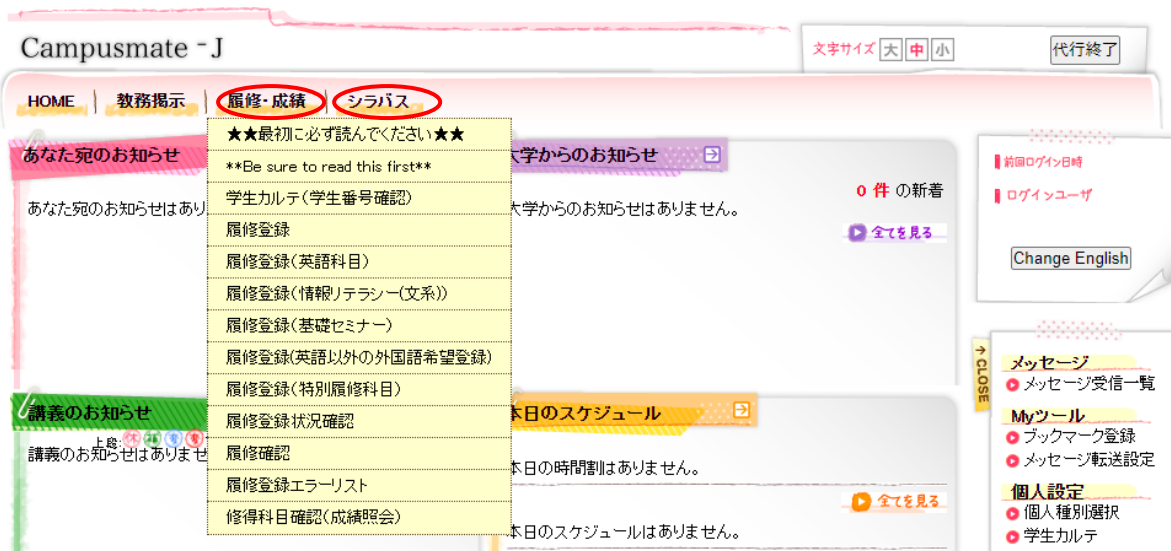 Campusmate-J
文字サイズ 大 中 小
代行終了
HOME 教務掲示 履修・成績 シラバス
★★最初に必ず読んでください★★
**Be sure to read this first**
学生カルテ(学生番号確認)
履修登録
履修登録(英語科目)
履修登録(情報リテラシー(文系))
履修登録(基礎セミナー)
履修登録(英語以外の外国語希望登録)
履修登録(特別履修科目)
履修登録状況確認
履修確認
履修登録エラーリスト
修得科目確認(成績照会)
あなた宛のお知らせ
あなた宛のお知らせはあり
大学からのお知らせ
0 件 の新着
大学からのお知らせはありません。
全てを見る
講義のお知らせ
上段: 休 補 変
講義のお知らせはありませ
本日のスケジュール
本日の時間割はありません。
全てを見る
本日のスケジュールはありません。
前回ログイン日時
ログインユーザ
Change English
→ CLOSE
メッセージ
メッセージ受信一覧
Myツール
ブックマーク登録
メッセージ転送設定
個人設定
個人種別選択
学生カルテ